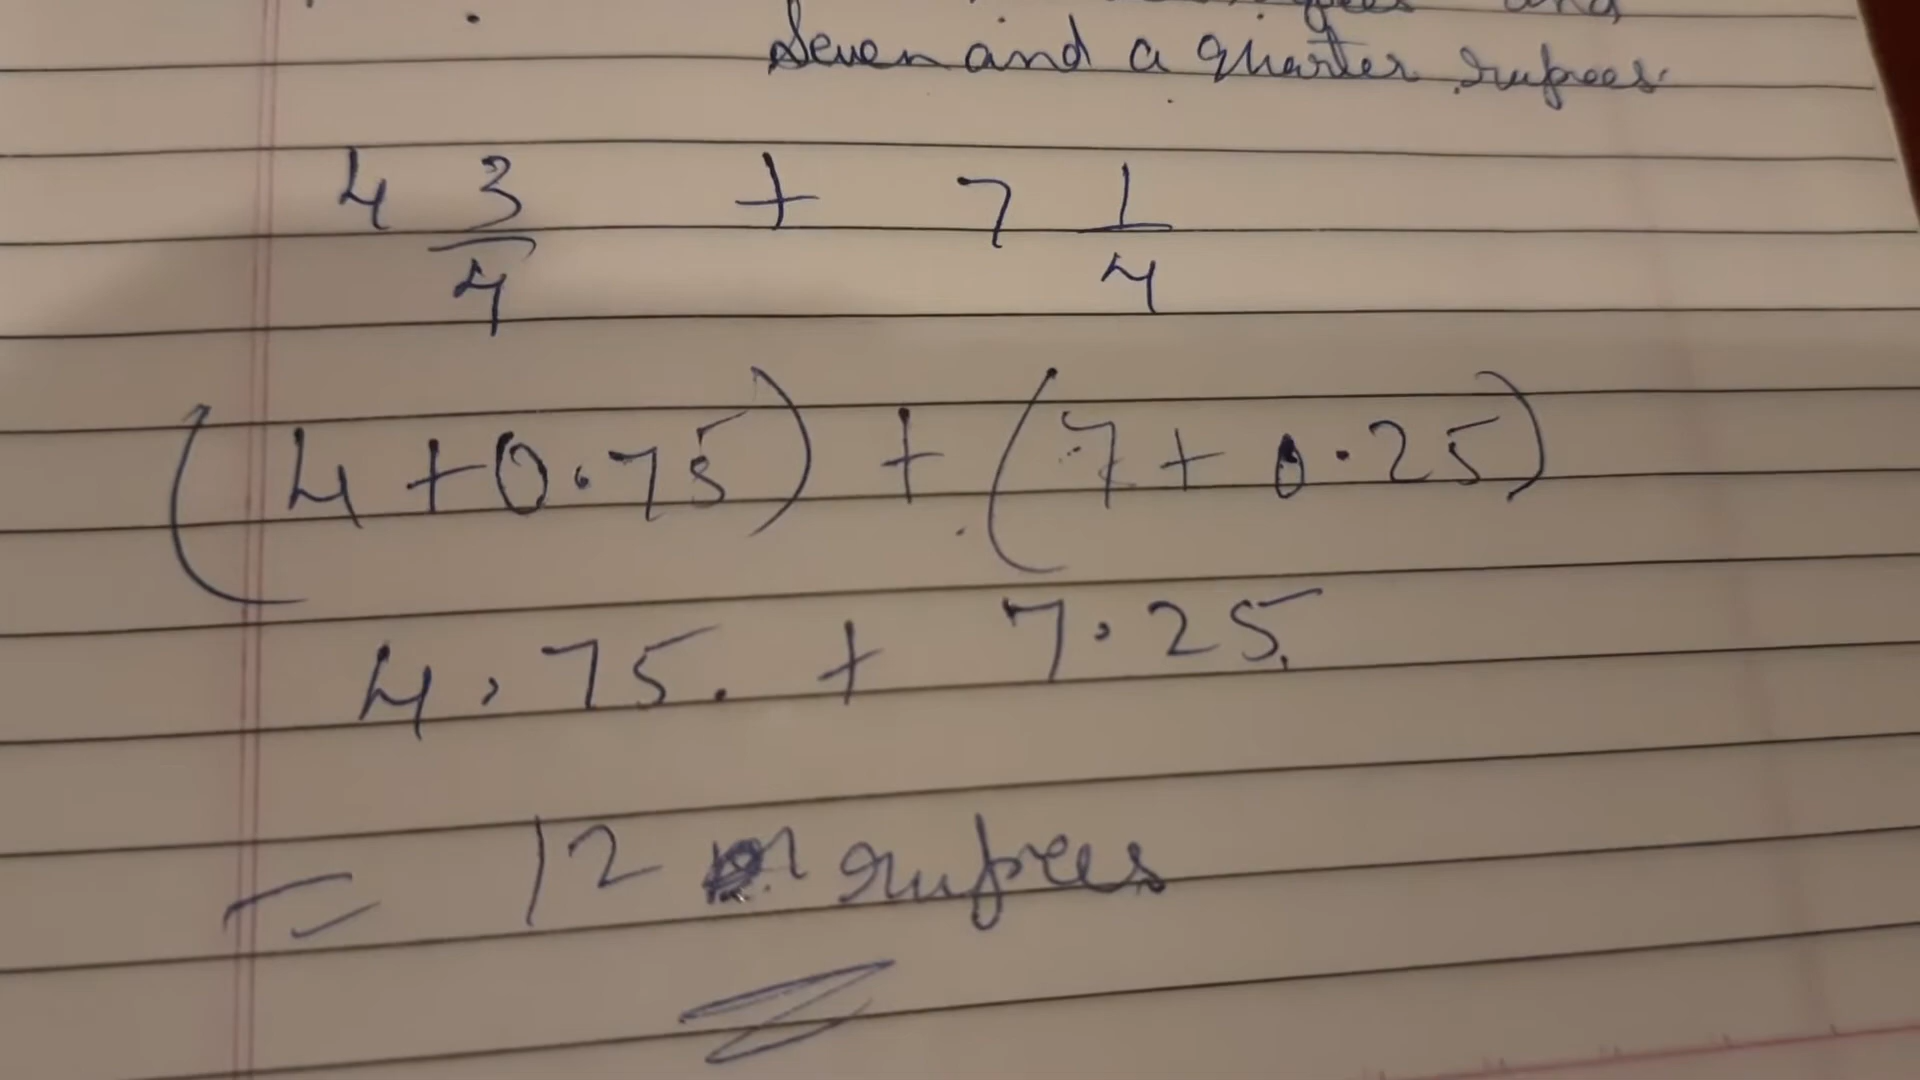 and
Seven and a quarter rupees.
4 3/4 + 7 1/4
(4 + 0.75) + (7 + 0.25)
4.75 + 7.25
= 12 rupees